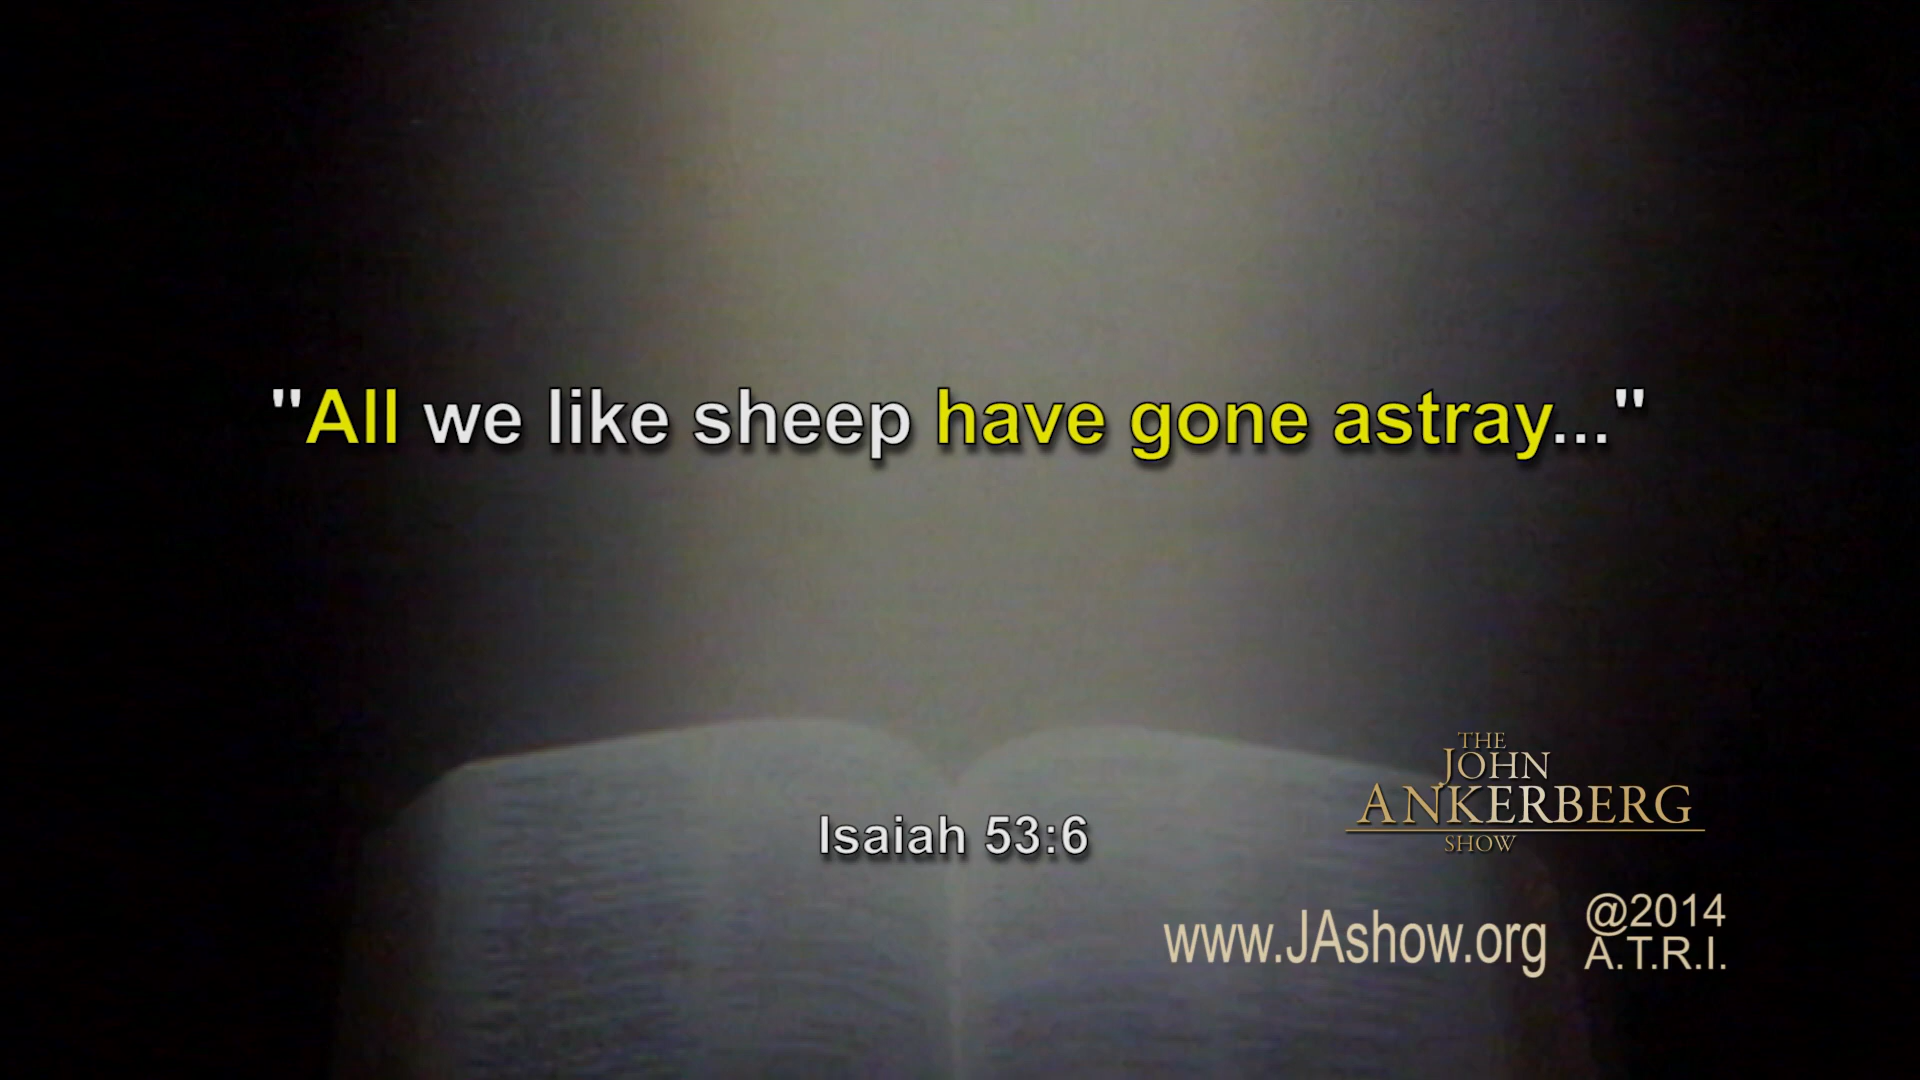 "All we like sheep have gone astray..."
Isaiah 53:6
THE
JOHN
ANKERBERG
SHOW
www.JAshow.org
@2014
A.T.R.I.